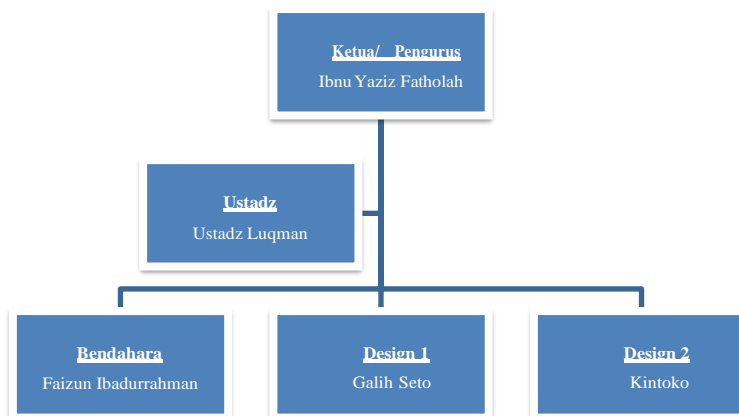 Ketua/ Pengurus
Ibnu Yaziz Fatholah
Ustadz
Ustadz Luqman
Bendahara
Faizun Ibadurrahman
Design 1
Galih Seto
Design 2
Kintoko